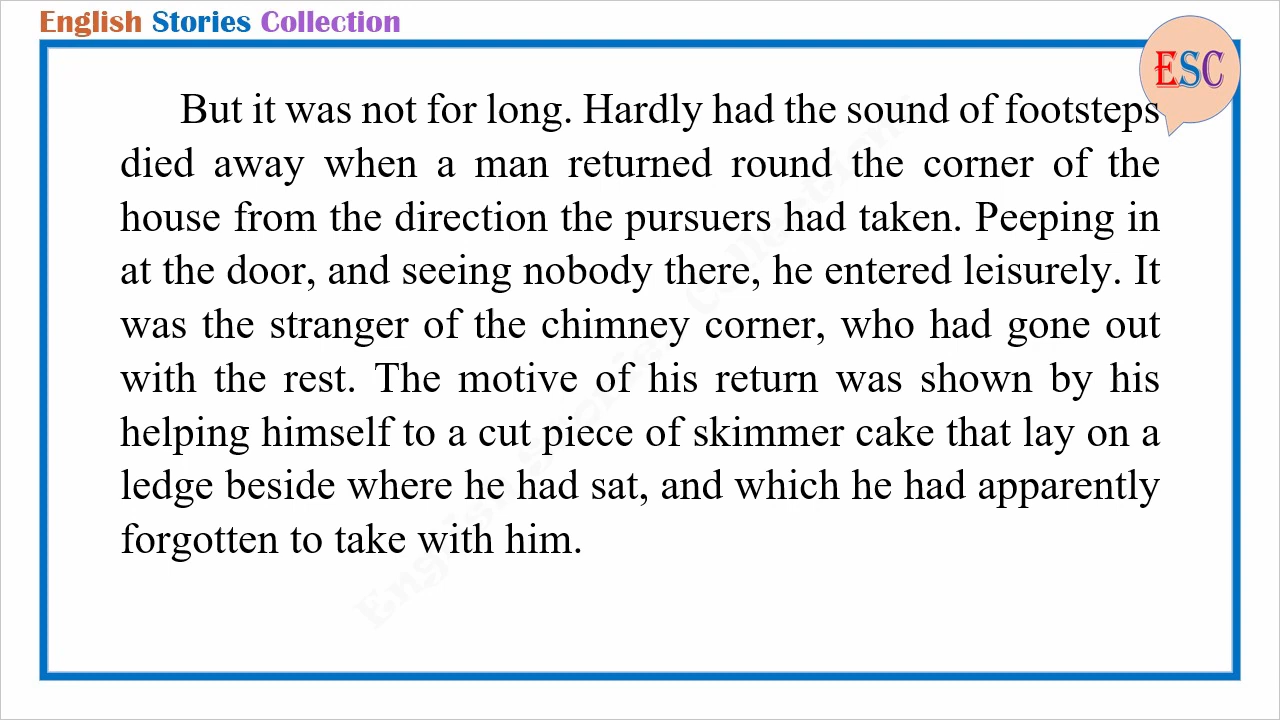 English Stories Collection
ESC
But it was not for long. Hardly had the sound of footsteps
died away when a man returned round the corner of the
house from the direction the pursuers had taken. Peeping in
at the door, and seeing nobody there, he entered leisurely. It
was the stranger of the chimney corner, who had gone out
with the rest. The motive of his return was shown by his
helping himself to a cut piece of skimmer cake that lay on a
ledge beside where he had sat, and which he had apparently
forgotten to take with him.
English Stories Collection